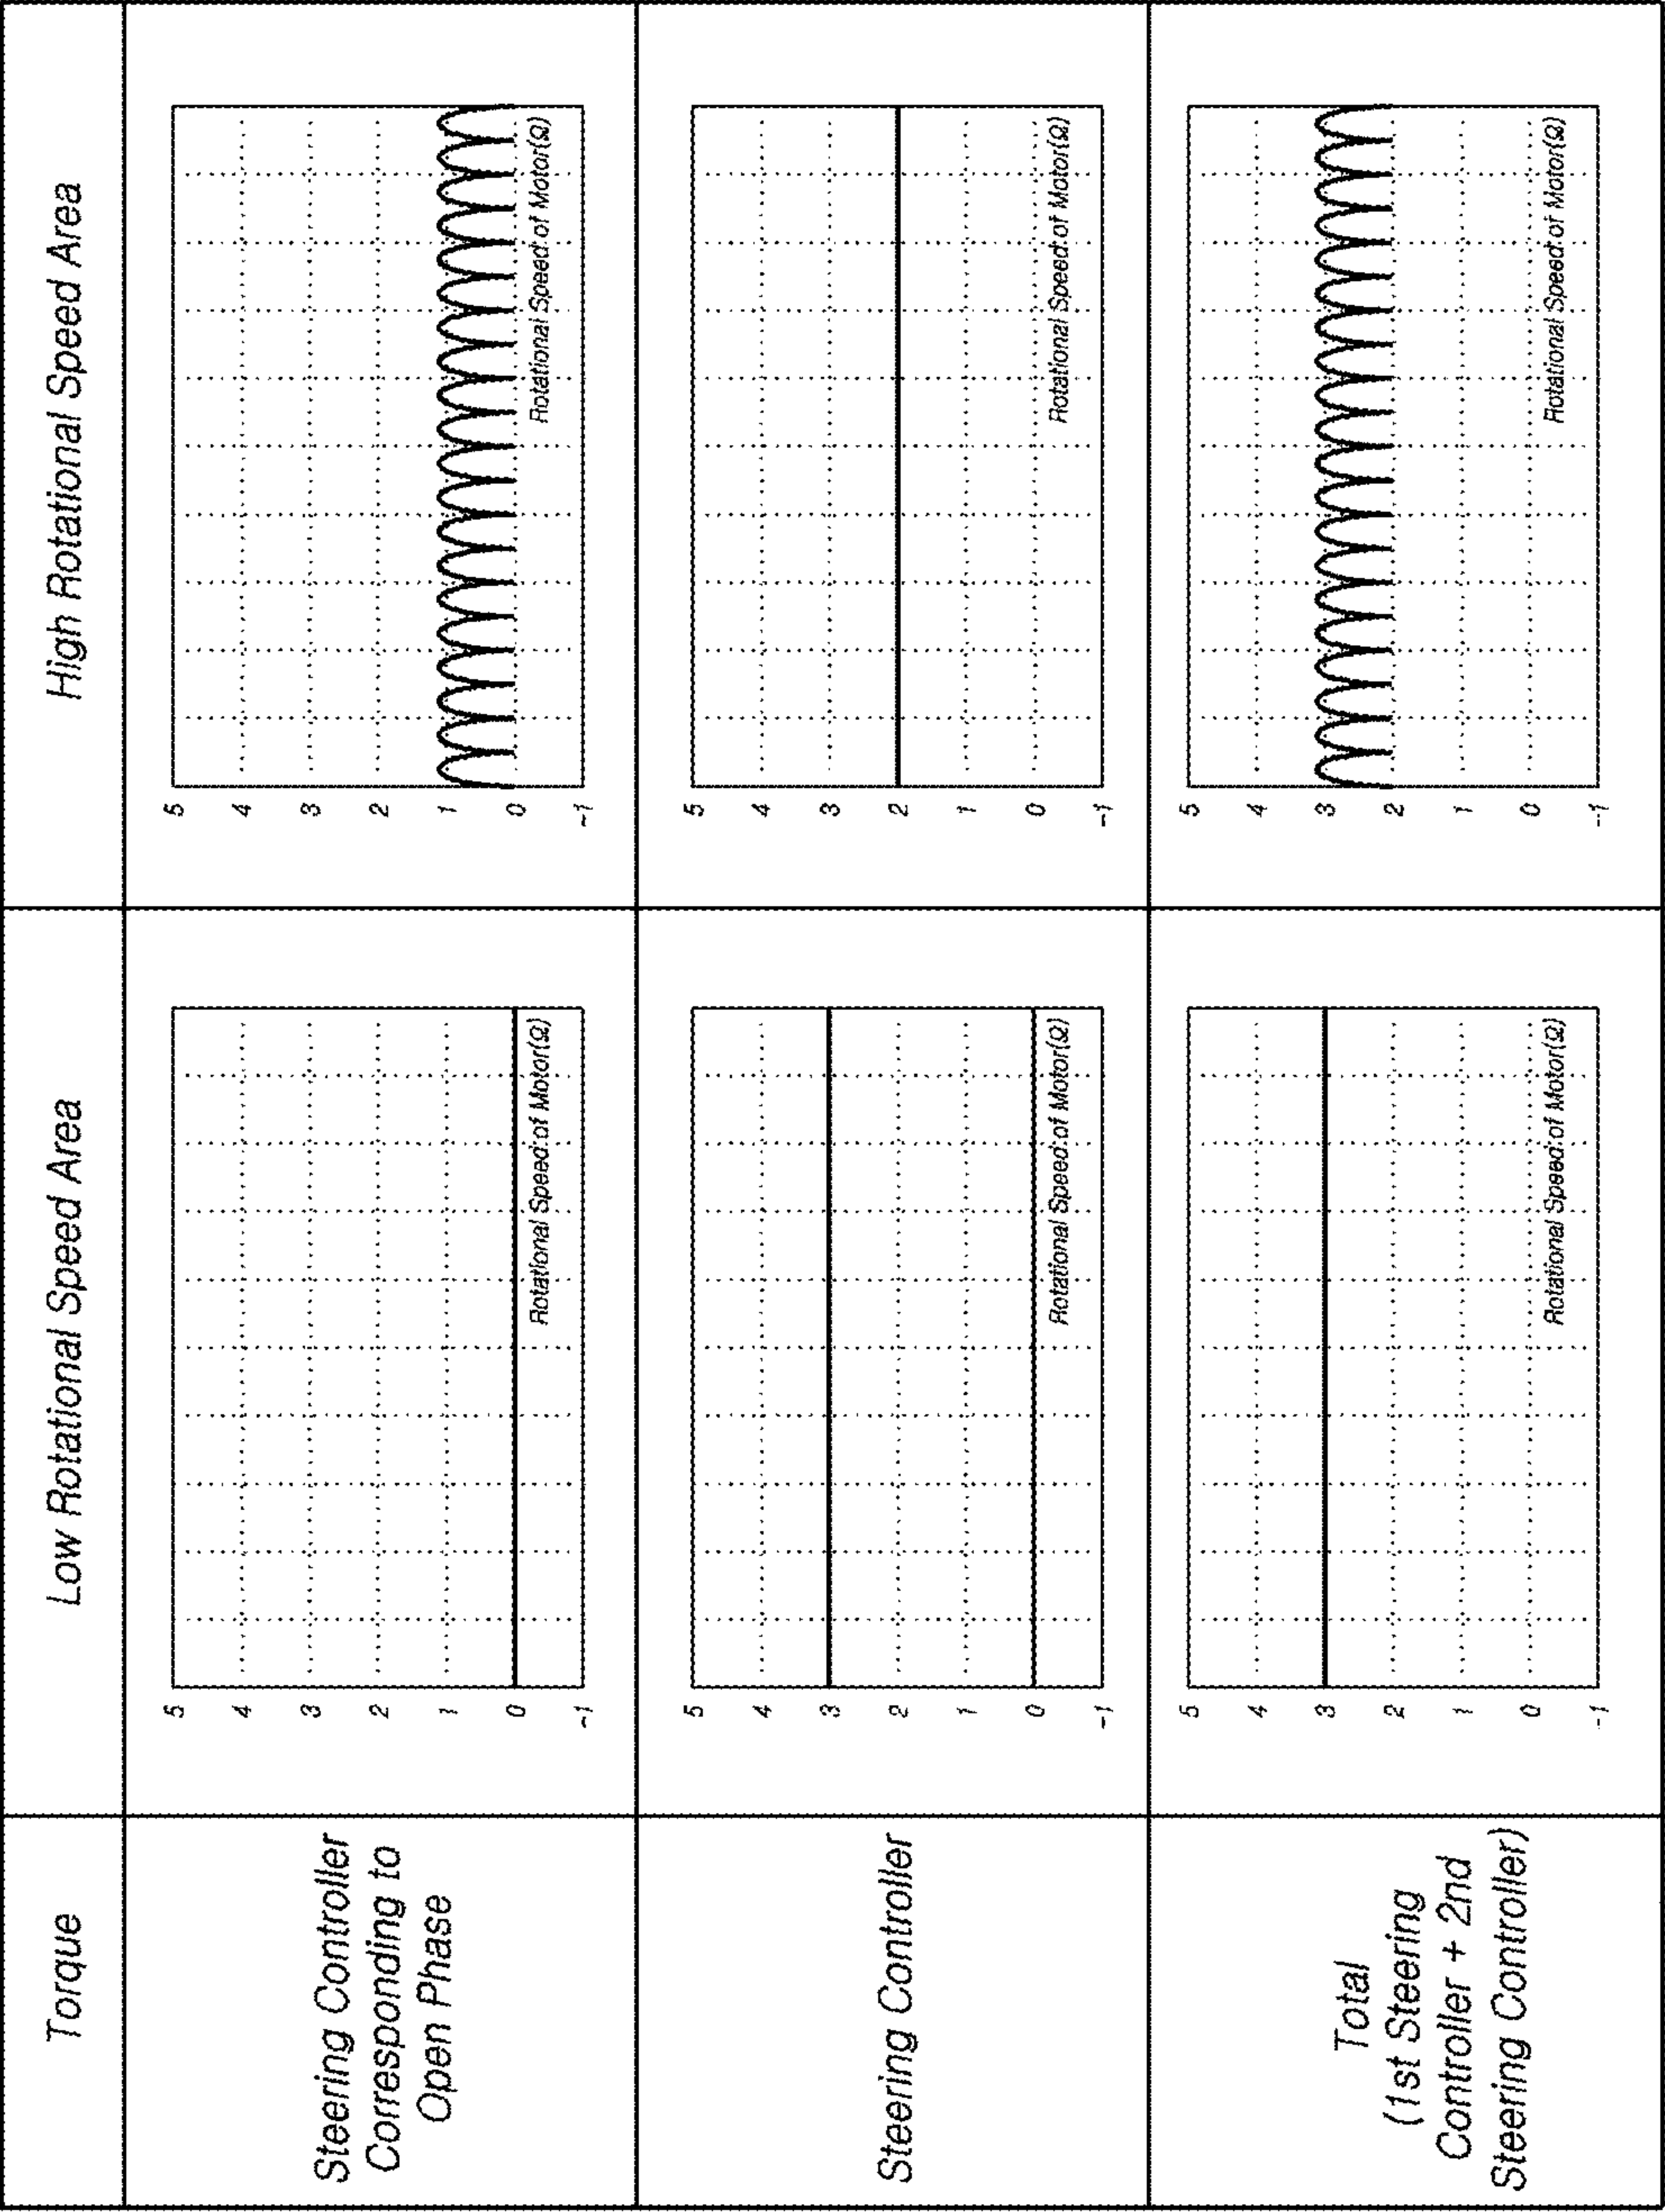 Torque
Low Rotational Speed Area
High Rotational Speed Area
Steering Controller
Corresponding to
Open Phase
5
4
3
2
1
0
-1
Rotational Speed of Motor(Ω)
5
4
3
2
1
0
-1
Rotational Speed of Motor(Ω)
Steering Controller
5
4
3
2
1
0
-1
Rotational Speed of Motor(Ω)
5
4
3
2
1
0
-1
Rotational Speed of Motor(Ω)
Total
(1st Steering
Controller + 2nd
Steering Controller)
5
4
3
2
1
0
-1
Rotational Speed of Motor(Ω)
5
4
3
2
1
0
-1
Rotational Speed of Motor(Ω)